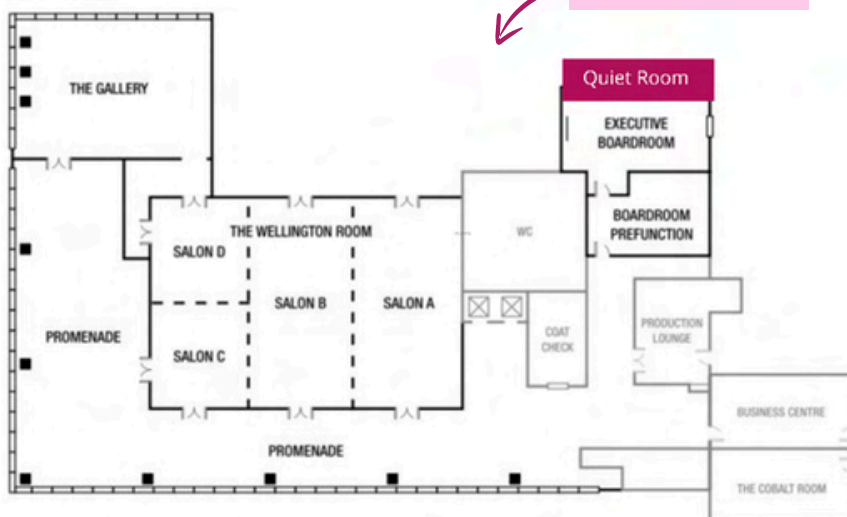 Quiet Room
THE GALLERY
EXECUTIVE
BOARDROOM
BOARDROOM
PREFUNCTION
THE WELLINGTON ROOM
WC
SALON D
SALON B
SALON A
PROMENADE
SALON C
COAT
CHECK
PRODUCTION
LOUNGE
BUSINESS CENTRE
PROMENADE
THE COBALT ROOM